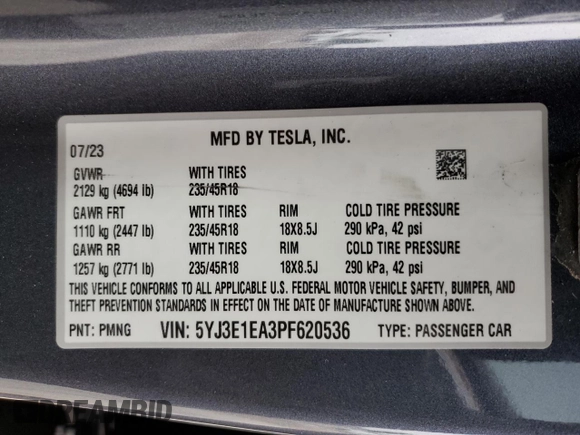 MFD BY TESLA, INC.
07/23
GVWR WITH TIRES
2129 kg (4694 lb) 235/45R18
GAWR FRT WITH TIRES RIM COLD TIRE PRESSURE
1110 kg (2447 lb) 235/45R18 18X8.5J 290 kPa, 42 psi
GAWR RR WITH TIRES RIM COLD TIRE PRESSURE
1257 kg (2771 lb) 235/45R18 18X8.5J 290 kPa, 42 psi
THIS VEHICLE CONFORMS TO ALL APPLICABLE U.S. FEDERAL MOTOR VEHICLE SAFETY, BUMPER, AND
THEFT PREVENTION STANDARDS IN EFFECT ON THE DATE OF MANUFACTURE SHOWN ABOVE.
PNT: PMNG VIN: 5YJ3E1EA3PF620536 TYPE: PASSENGER CAR